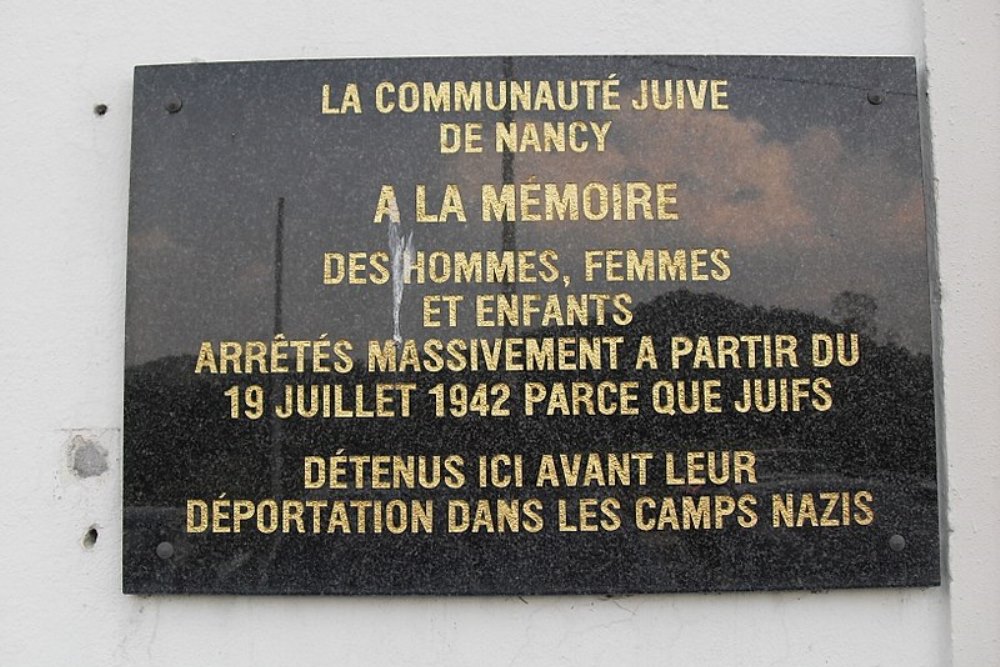 LA COMMUNAUTÉ JUIVE
DE NANCY
A LA MÉMOIRE
DES HOMMES, FEMMES
ET ENFANTS
ARRÊTÉS MASSIVEMENT A PARTIR DU
19 JUILLET 1942 PARCE QUE JUIFS
DÉTENUS ICI AVANT LEUR
DÉPORTATION DANS LES CAMPS NAZIS